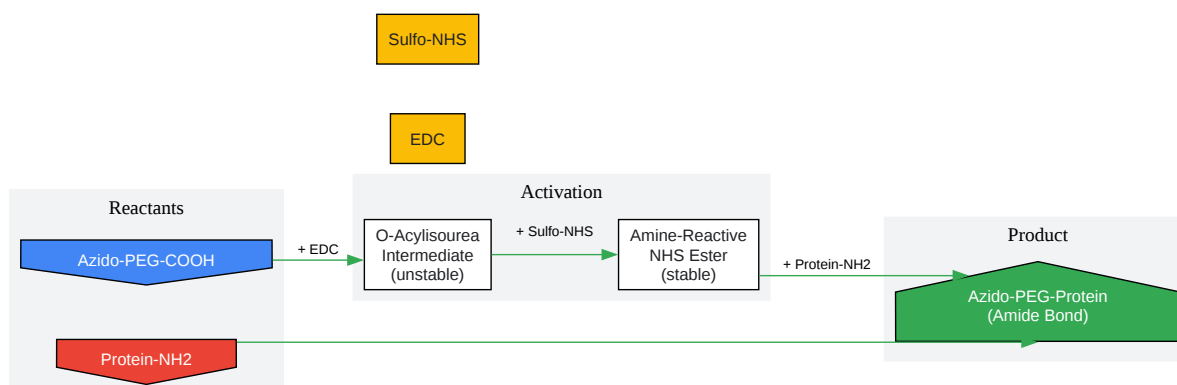 Sulfo-NHS
EDC
Reactants
Azido-PEG-COOH
Protein-NH2
+ EDC
Activation
O-Acylisourea
Intermediate
(unstable)
+ Sulfo-NHS
Amine-Reactive
NHS Ester
(stable)
+ Protein-NH2
Product
Azido-PEG-Protein
(Amide Bond)